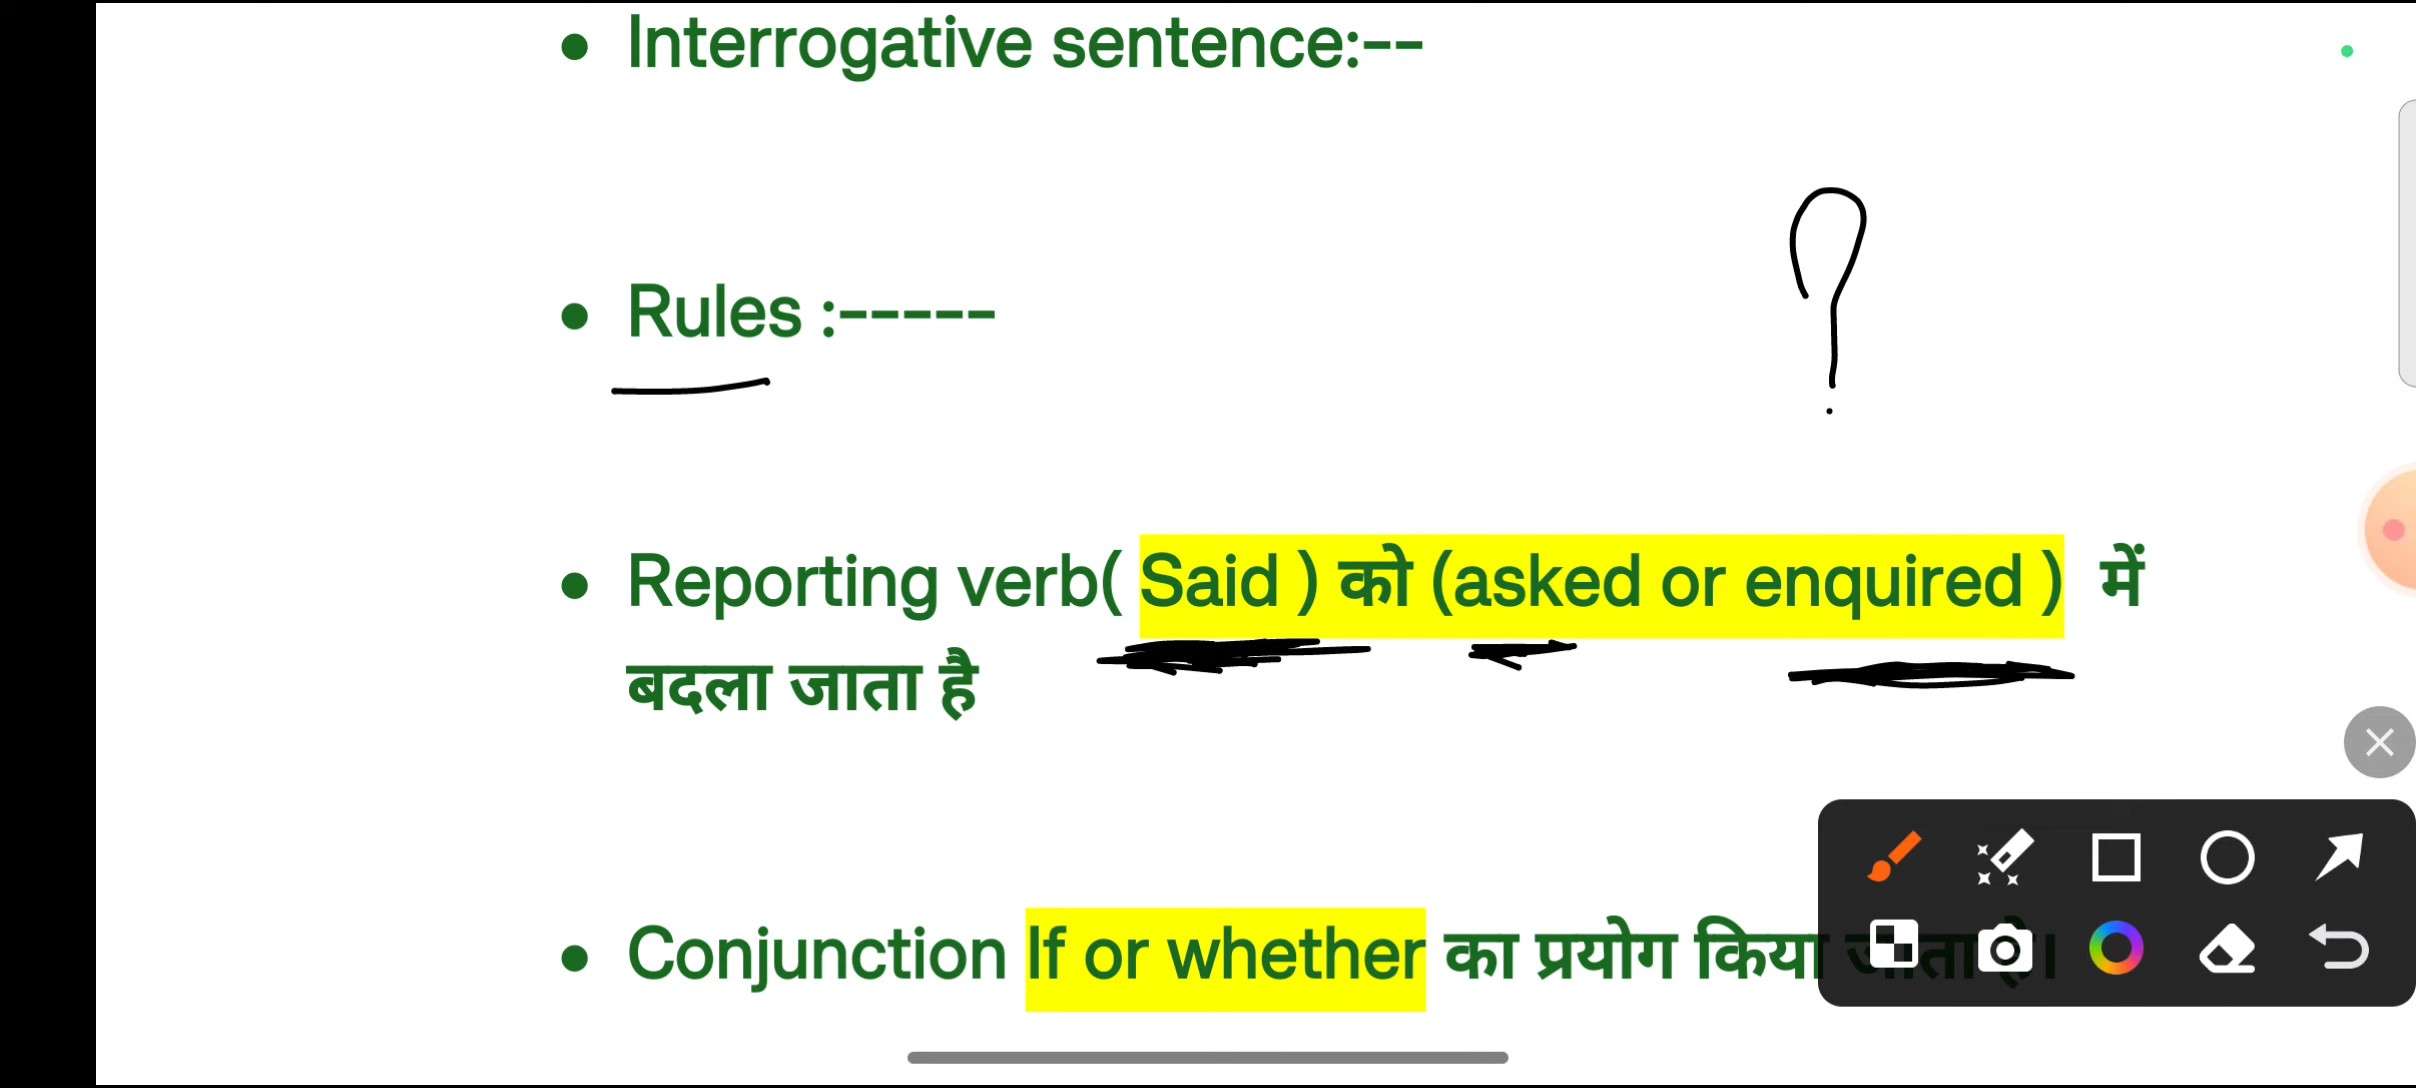 • Interrogative sentence:--
• Rules :-----
?
• Reporting verb( Said ) को (asked or enquired ) में
बदला जाता है
• Conjunction If or whether का प्रयोग किया जाता है।